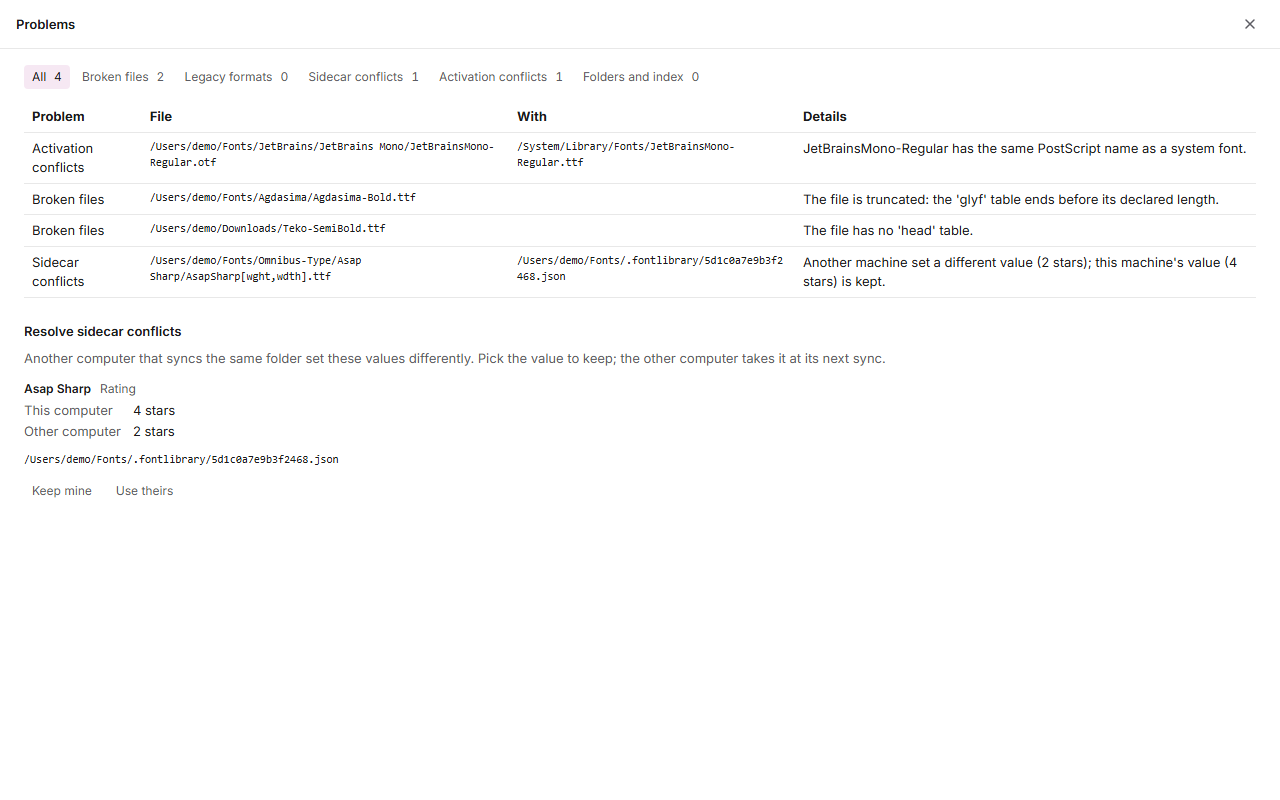 Problems
All 4 Broken files 2 Legacy formats 0 Sidecar conflicts 1 Activation conflicts 1 Folders and index 0
Problem File With Details
Activation conflicts /Users/demo/Fonts/JetBrains/JetBrains Mono/JetBrainsMono-Regular.otf /System/Library/Fonts/JetBrainsMono-Regular.ttf JetBrainsMono-Regular has the same PostScript name as a system font.
Broken files /Users/demo/Fonts/Agdasima/Agdasima-Bold.ttf The file is truncated: the 'glyf' table ends before its declared length.
Broken files /Users/demo/Downloads/Teko-SemiBold.ttf The file has no 'head' table.
Sidecar conflicts /Users/demo/Fonts/Omnibus-Type/Asap Sharp/AsapSharp[wght,wdth].ttf /Users/demo/Fonts/.fontlibrary/5d1c0a7e9b3f2468.json Another machine set a different value (2 stars); this machine's value (4 stars) is kept.
Resolve sidecar conflicts
Another computer that syncs the same folder set these values differently. Pick the value to keep; the other computer takes it at its next sync.
Asap Sharp Rating
This computer 4 stars
Other computer 2 stars
/Users/demo/Fonts/.fontlibrary/5d1c0a7e9b3f2468.json
Keep mine Use theirs